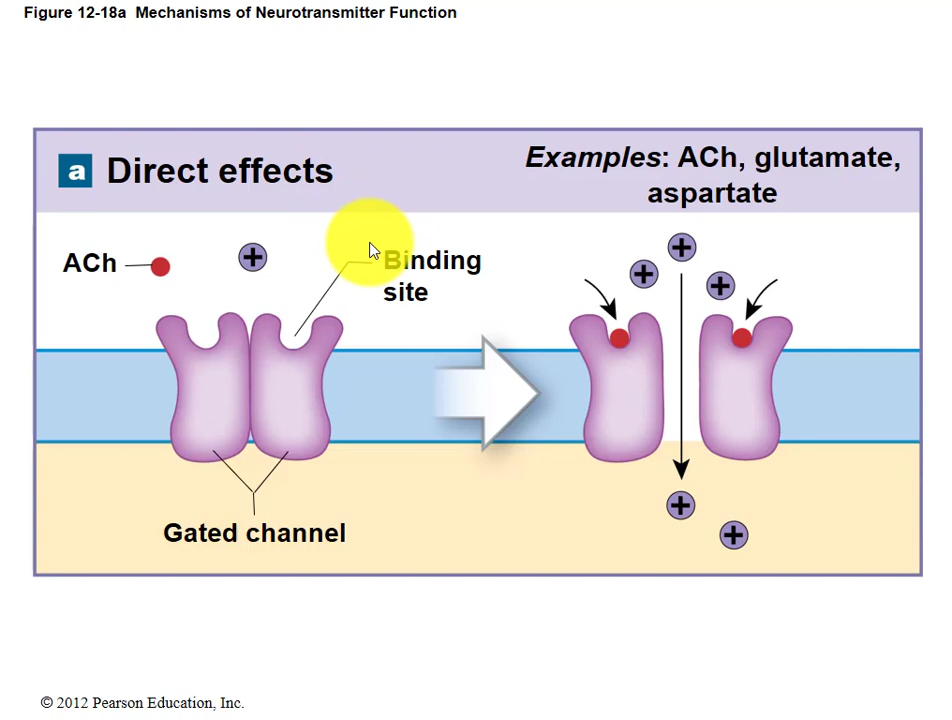 Figure 12-18a  Mechanisms of Neurotransmitter Function
a Direct effects
Examples: ACh, glutamate,
aspartate
ACh
+
Binding
site
+
+
+
Gated channel
+
+
© 2012 Pearson Education, Inc.